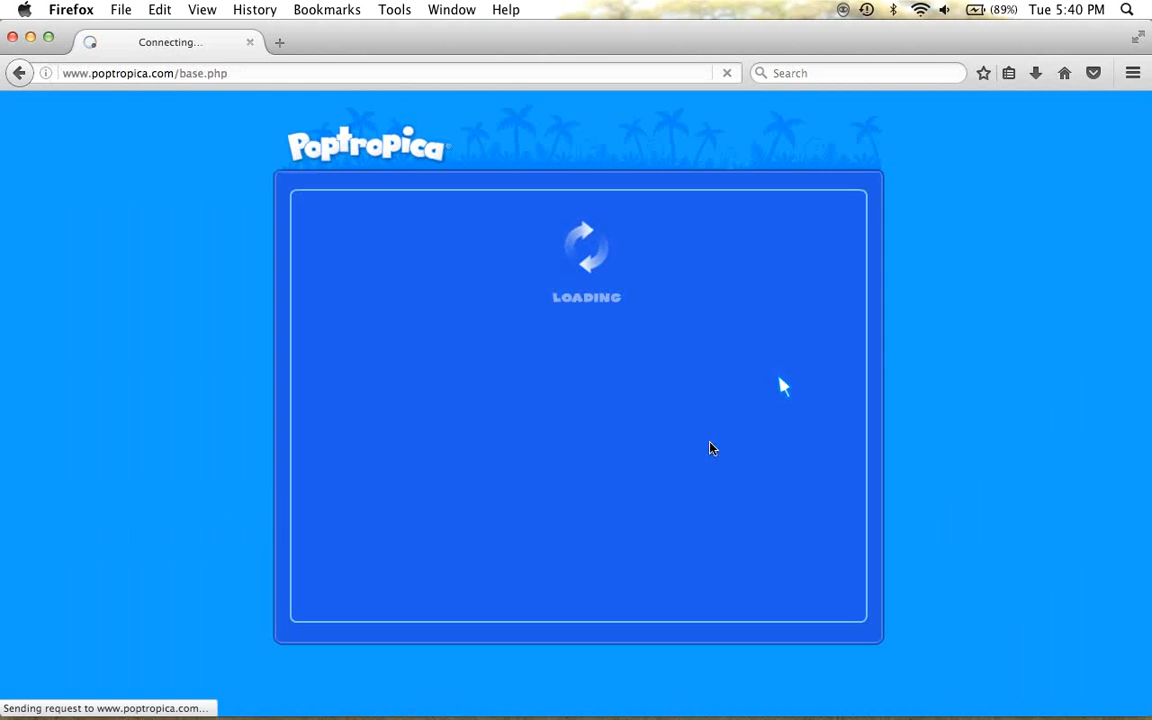 Firefox File Edit View History Bookmarks Tools Window Help (89%) Tue 5:40 PM
Connecting...
www.poptropica.com/base.php Search
Poptropica
LOADING
Sending request to www.poptropica.com...